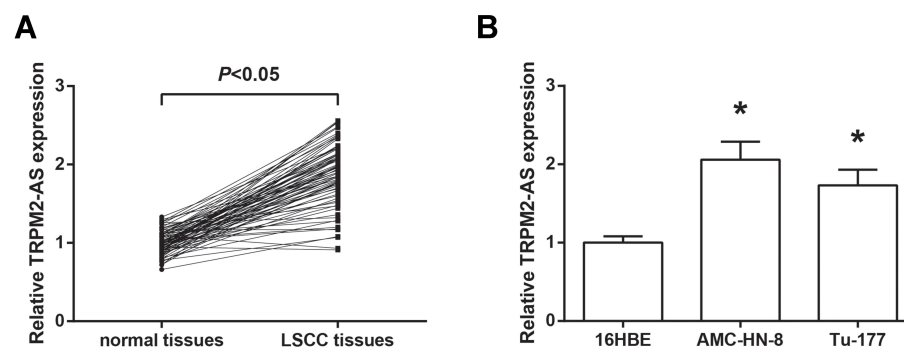 A
Relative TRPM2-AS expression
3
2
1
0
P<0.05
normal tissues
LSCC tissues
B
Relative TRPM2-AS expression
3
2
1
0
*
*
16HBE
AMC-HN-8
Tu-177